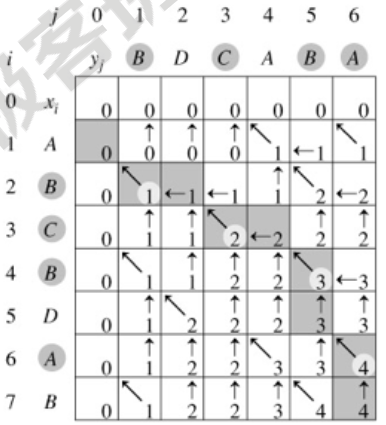 j 0 1 2 3 4 5 6
i y_j B D C A B A
0 x_i 0 0 0 0 0 0 0
1 A 0 ↑0 ↑0 ↑0 ↖1 ←1 ↖1
2 B 0 ↖1 ←1 ←1 ↑1 ↖2 ←2
3 C 0 ↑1 ↑1 ↖2 ←2 ↑2 ↑2
4 B 0 ↖1 ↑1 ↑2 ↑2 ↖3 ←3
5 D 0 ↑1 ↖2 ↑2 ↑2 ↑3 ↑3
6 A 0 ↑1 ↑2 ↑2 ↖3 ↑3 ↖4
7 B 0 ↖1 ↑2 ↑2 ↑3 ↖4 ↑4
极客班